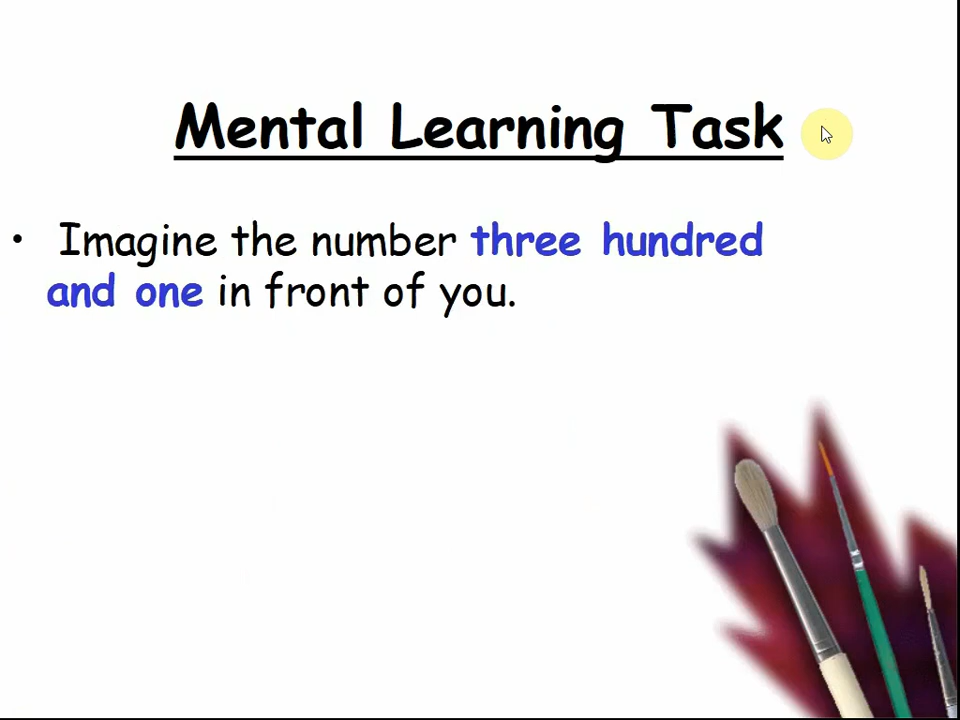 Mental Learning Task
• Imagine the number three hundred
and one in front of you.